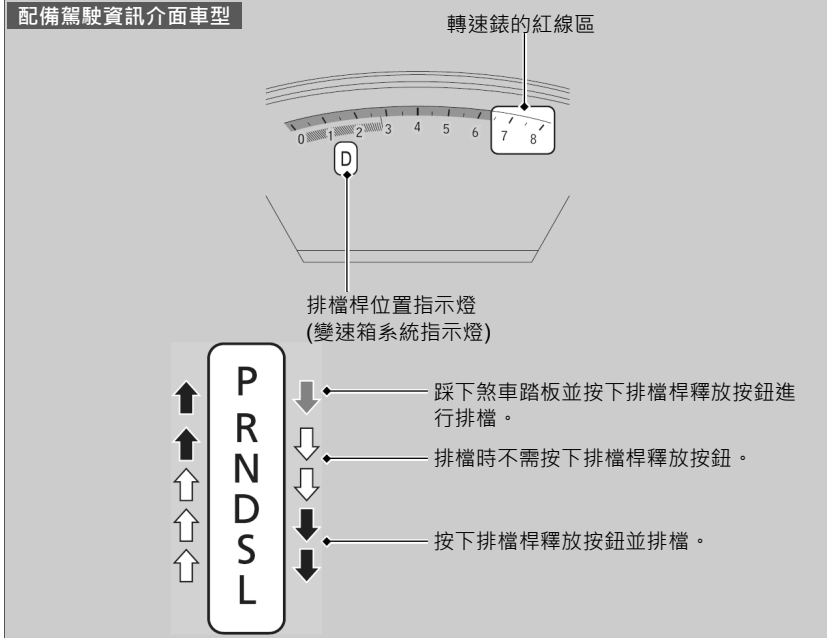 配備駕駛資訊介面車型
轉速錶的紅線區
0 1 2 3 4 5 6 7 8
D
排檔桿位置指示燈
(變速箱系統指示燈)
P
R
N
D
S
L
踩下煞車踏板並按下排檔桿釋放按鈕進
行排檔。
排檔時不需按下排檔桿釋放按鈕。
按下排檔桿釋放按鈕並排檔。